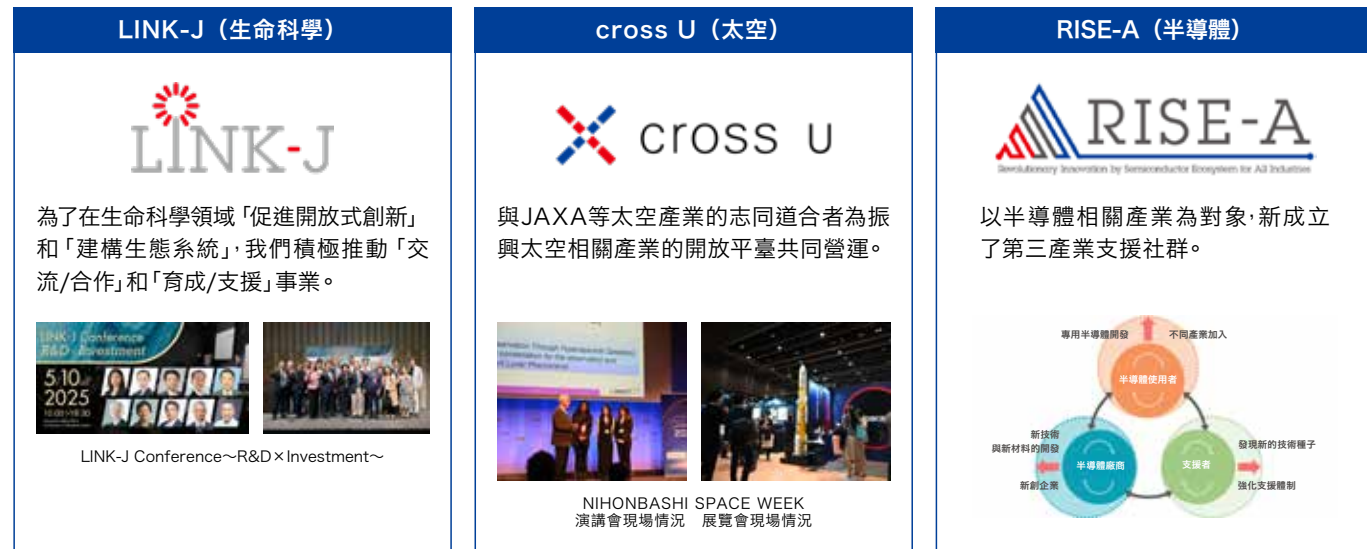 LINK-J（生命科學）
LINK-J
為了在生命科學領域「促進開放式創新」
和「建構生態系統」，我們積極推動「交
流/合作」和「育成/支援」事業。
LINK-J Conference
R&D × Investment
5.10
2025
LINK-J Conference～R&D×Investment～
cross U（太空）
cross U
與JAXA等太空產業的志同道合者為振
興太空相關產業的開放平臺共同營運。
NIHONBASHI SPACE WEEK
演講會現場情況　展覽會現場情況
RISE-A（半導體）
RISE-A
Revolutionary Innovation by Semiconductor Ecosystem for All Industries
以半導體相關產業為對象，新成立
了第三產業支援社群。
專用半導體開發
不同產業加入
半導體使用者
新技術
與新材料的開發
半導體廠商
新創企業
發現新的技術種子
支援者
強化支援體制